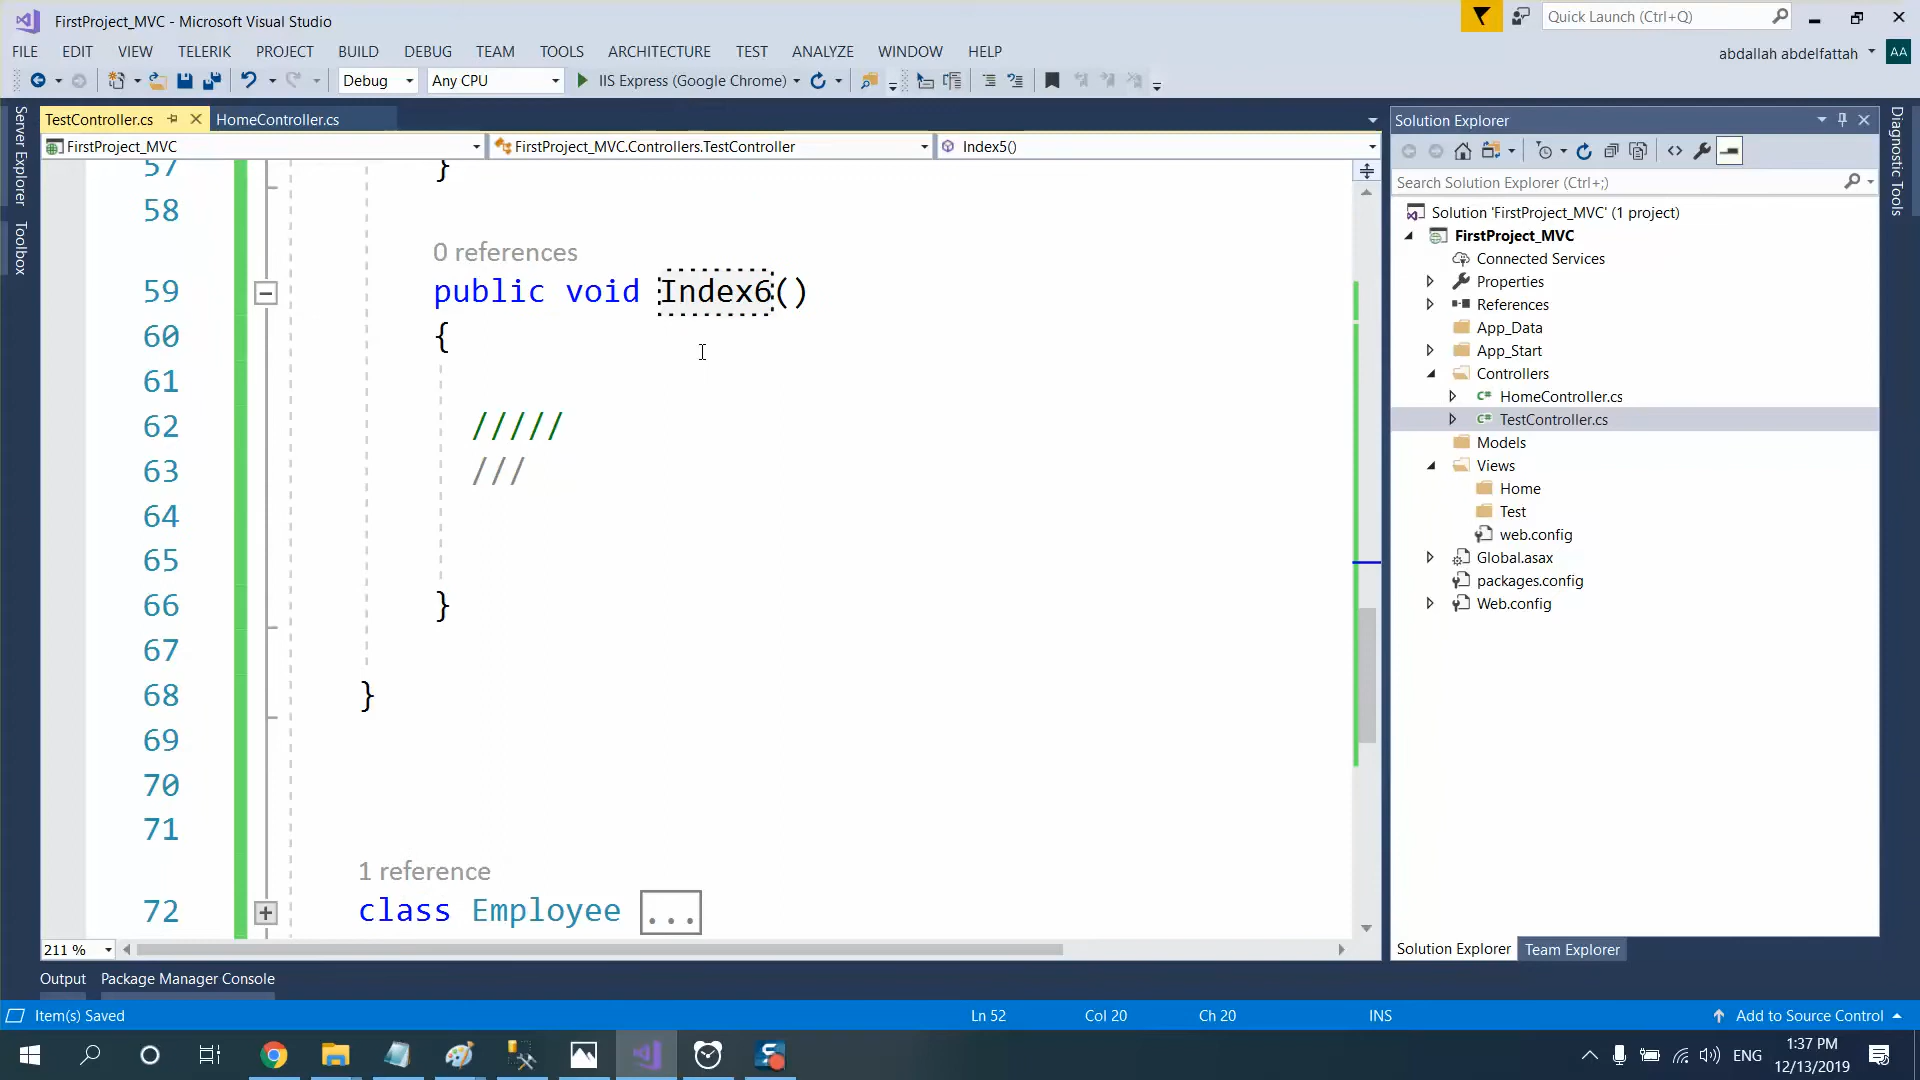 FirstProject_MVC - Microsoft Visual Studio
Quick Launch (Ctrl+Q)
FILE EDIT VIEW TELERIK PROJECT BUILD DEBUG TEAM TOOLS ARCHITECTURE TEST ANALYZE WINDOW HELP
abdallah abdelfattah AA
Debug Any CPU IIS Express (Google Chrome)
Server Explorer
Toolbox
TestController.cs HomeController.cs
FirstProject_MVC FirstProject_MVC.Controllers.TestController Index5()
57 }
58
0 references
59 public void Index6()
60 {
61
62 /////
63 ///
64
65
66 }
67
68 }
69
70
71
1 reference
72 class Employee ...
211 %
Solution Explorer
Search Solution Explorer (Ctrl+;)
Solution 'FirstProject_MVC' (1 project)
FirstProject_MVC
Connected Services
Properties
References
App_Data
App_Start
Controllers
C# HomeController.cs
C# TestController.cs
Models
Views
Home
Test
web.config
Global.asax
packages.config
Web.config
Solution Explorer Team Explorer
Diagnostic Tools
Output Package Manager Console
Item(s) Saved Ln 52 Col 20 Ch 20 INS Add to Source Control
ENG
1:37 PM
12/13/2019